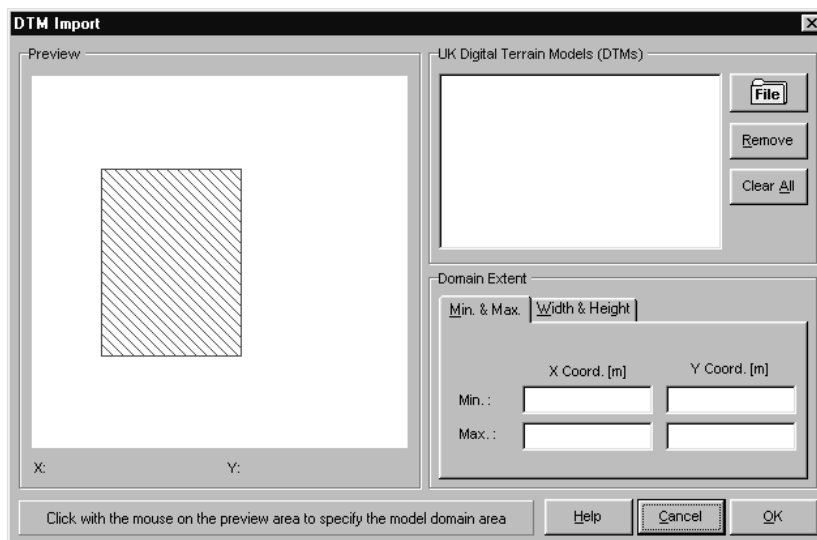 DTM Import
Preview
X:
Y:
UK Digital Terrain Models (DTMs)
File
Remove
Clear All
Domain Extent
Min. & Max.
Width & Height
X Coord. [m]
Y Coord. [m]
Min. :
Max. :
Click with the mouse on the preview area to specify the model domain area
Help
Cancel
OK